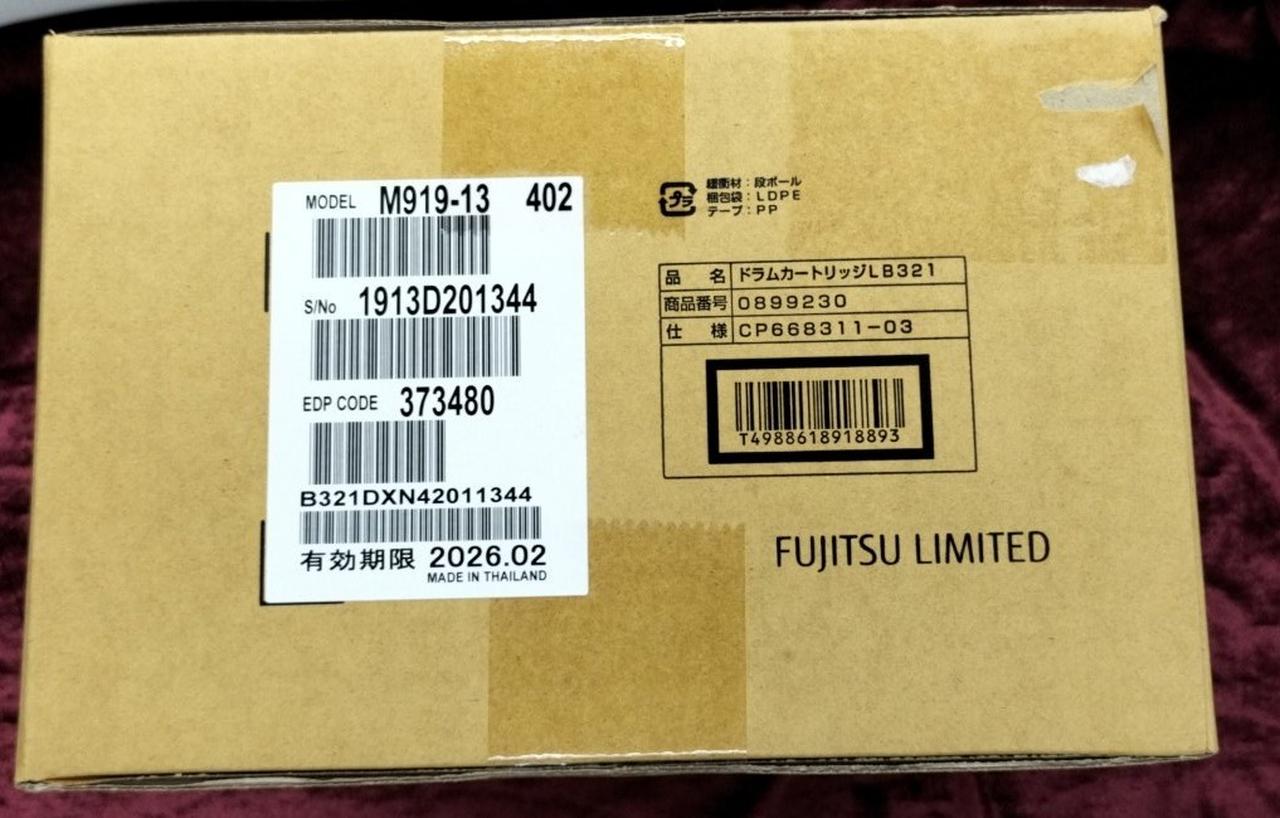 MODEL M919-13 402
S/No 1913D201344
EDP CODE 373480
B321DXN42011344
有効期限 2026.02
MADE IN THAILAND
プラ
緩衝材：段ボール
梱包袋：LDPE
テープ：PP
品名 ドラムカートリッジLB321
商品番号 0899230
仕様 CP668311-03
T4988618918893
FUJITSU LIMITED